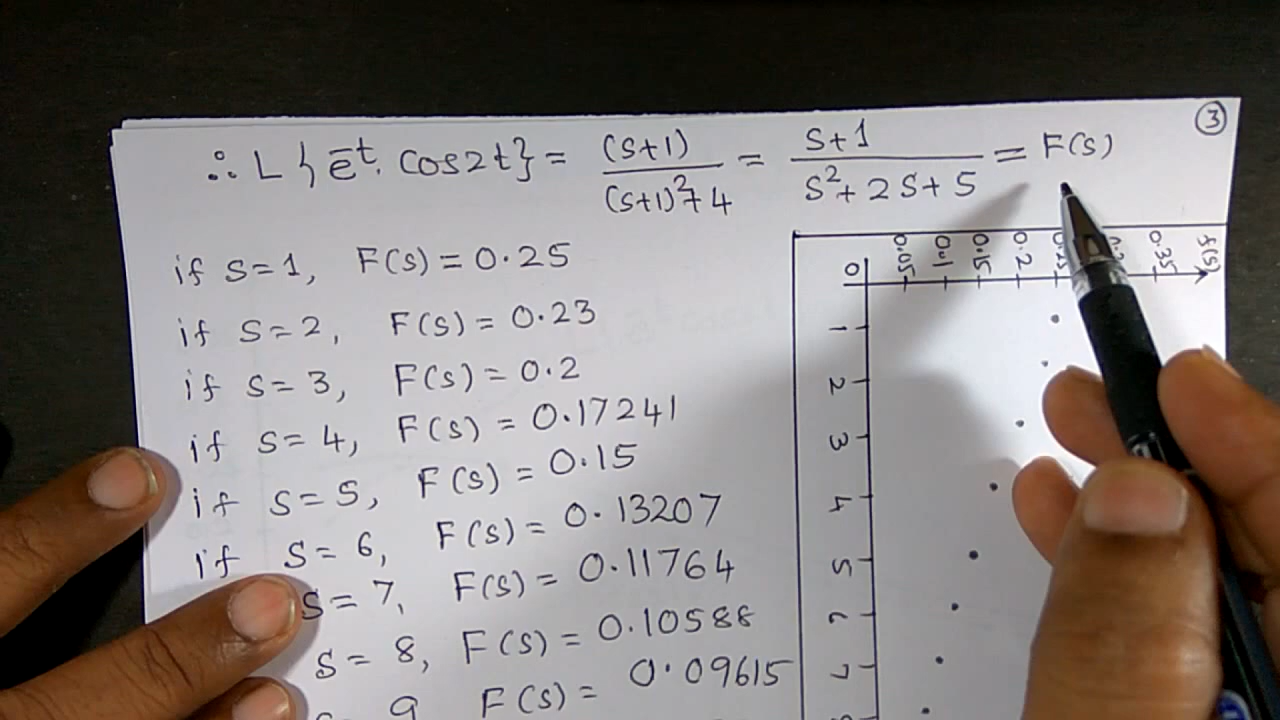 ③
∴ L{e^-t. Cos2t} = (s+1)/((s+1)²+4) = s+1/(s²+2s+5) = F(s)
if s=1, F(s) = 0.25
if s=2, F(s) = 0.23
if s=3, F(s) = 0.2
if s=4, F(s) = 0.17241
if s=5, F(s) = 0.15
if s=6, F(s) = 0.13207
s=7, F(s) = 0.11764
s=8, F(s) = 0.10588
9 F(s) = 0.09615
0 0.05 0.1 0.15 0.2 0.35 f(s)
1
2
3
4
5
6
7